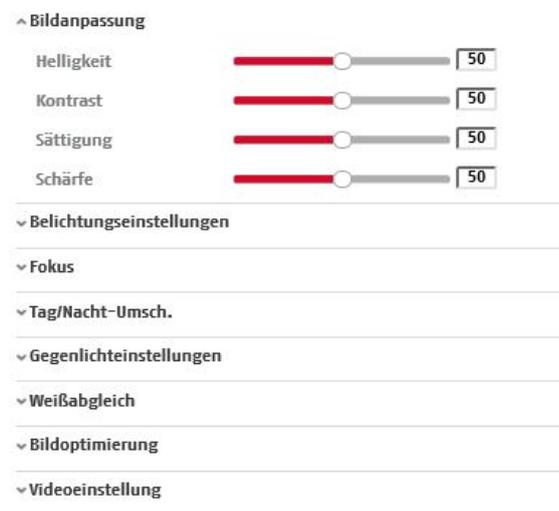 Bildanpassung
Helligkeit 50
Kontrast 50
Sättigung 50
Schärfe 50
Belichtungseinstellungen
Fokus
Tag/Nacht-Umsch.
Gegenlichteinstellungen
Weißabgleich
Bildoptimierung
Videoeinstellung